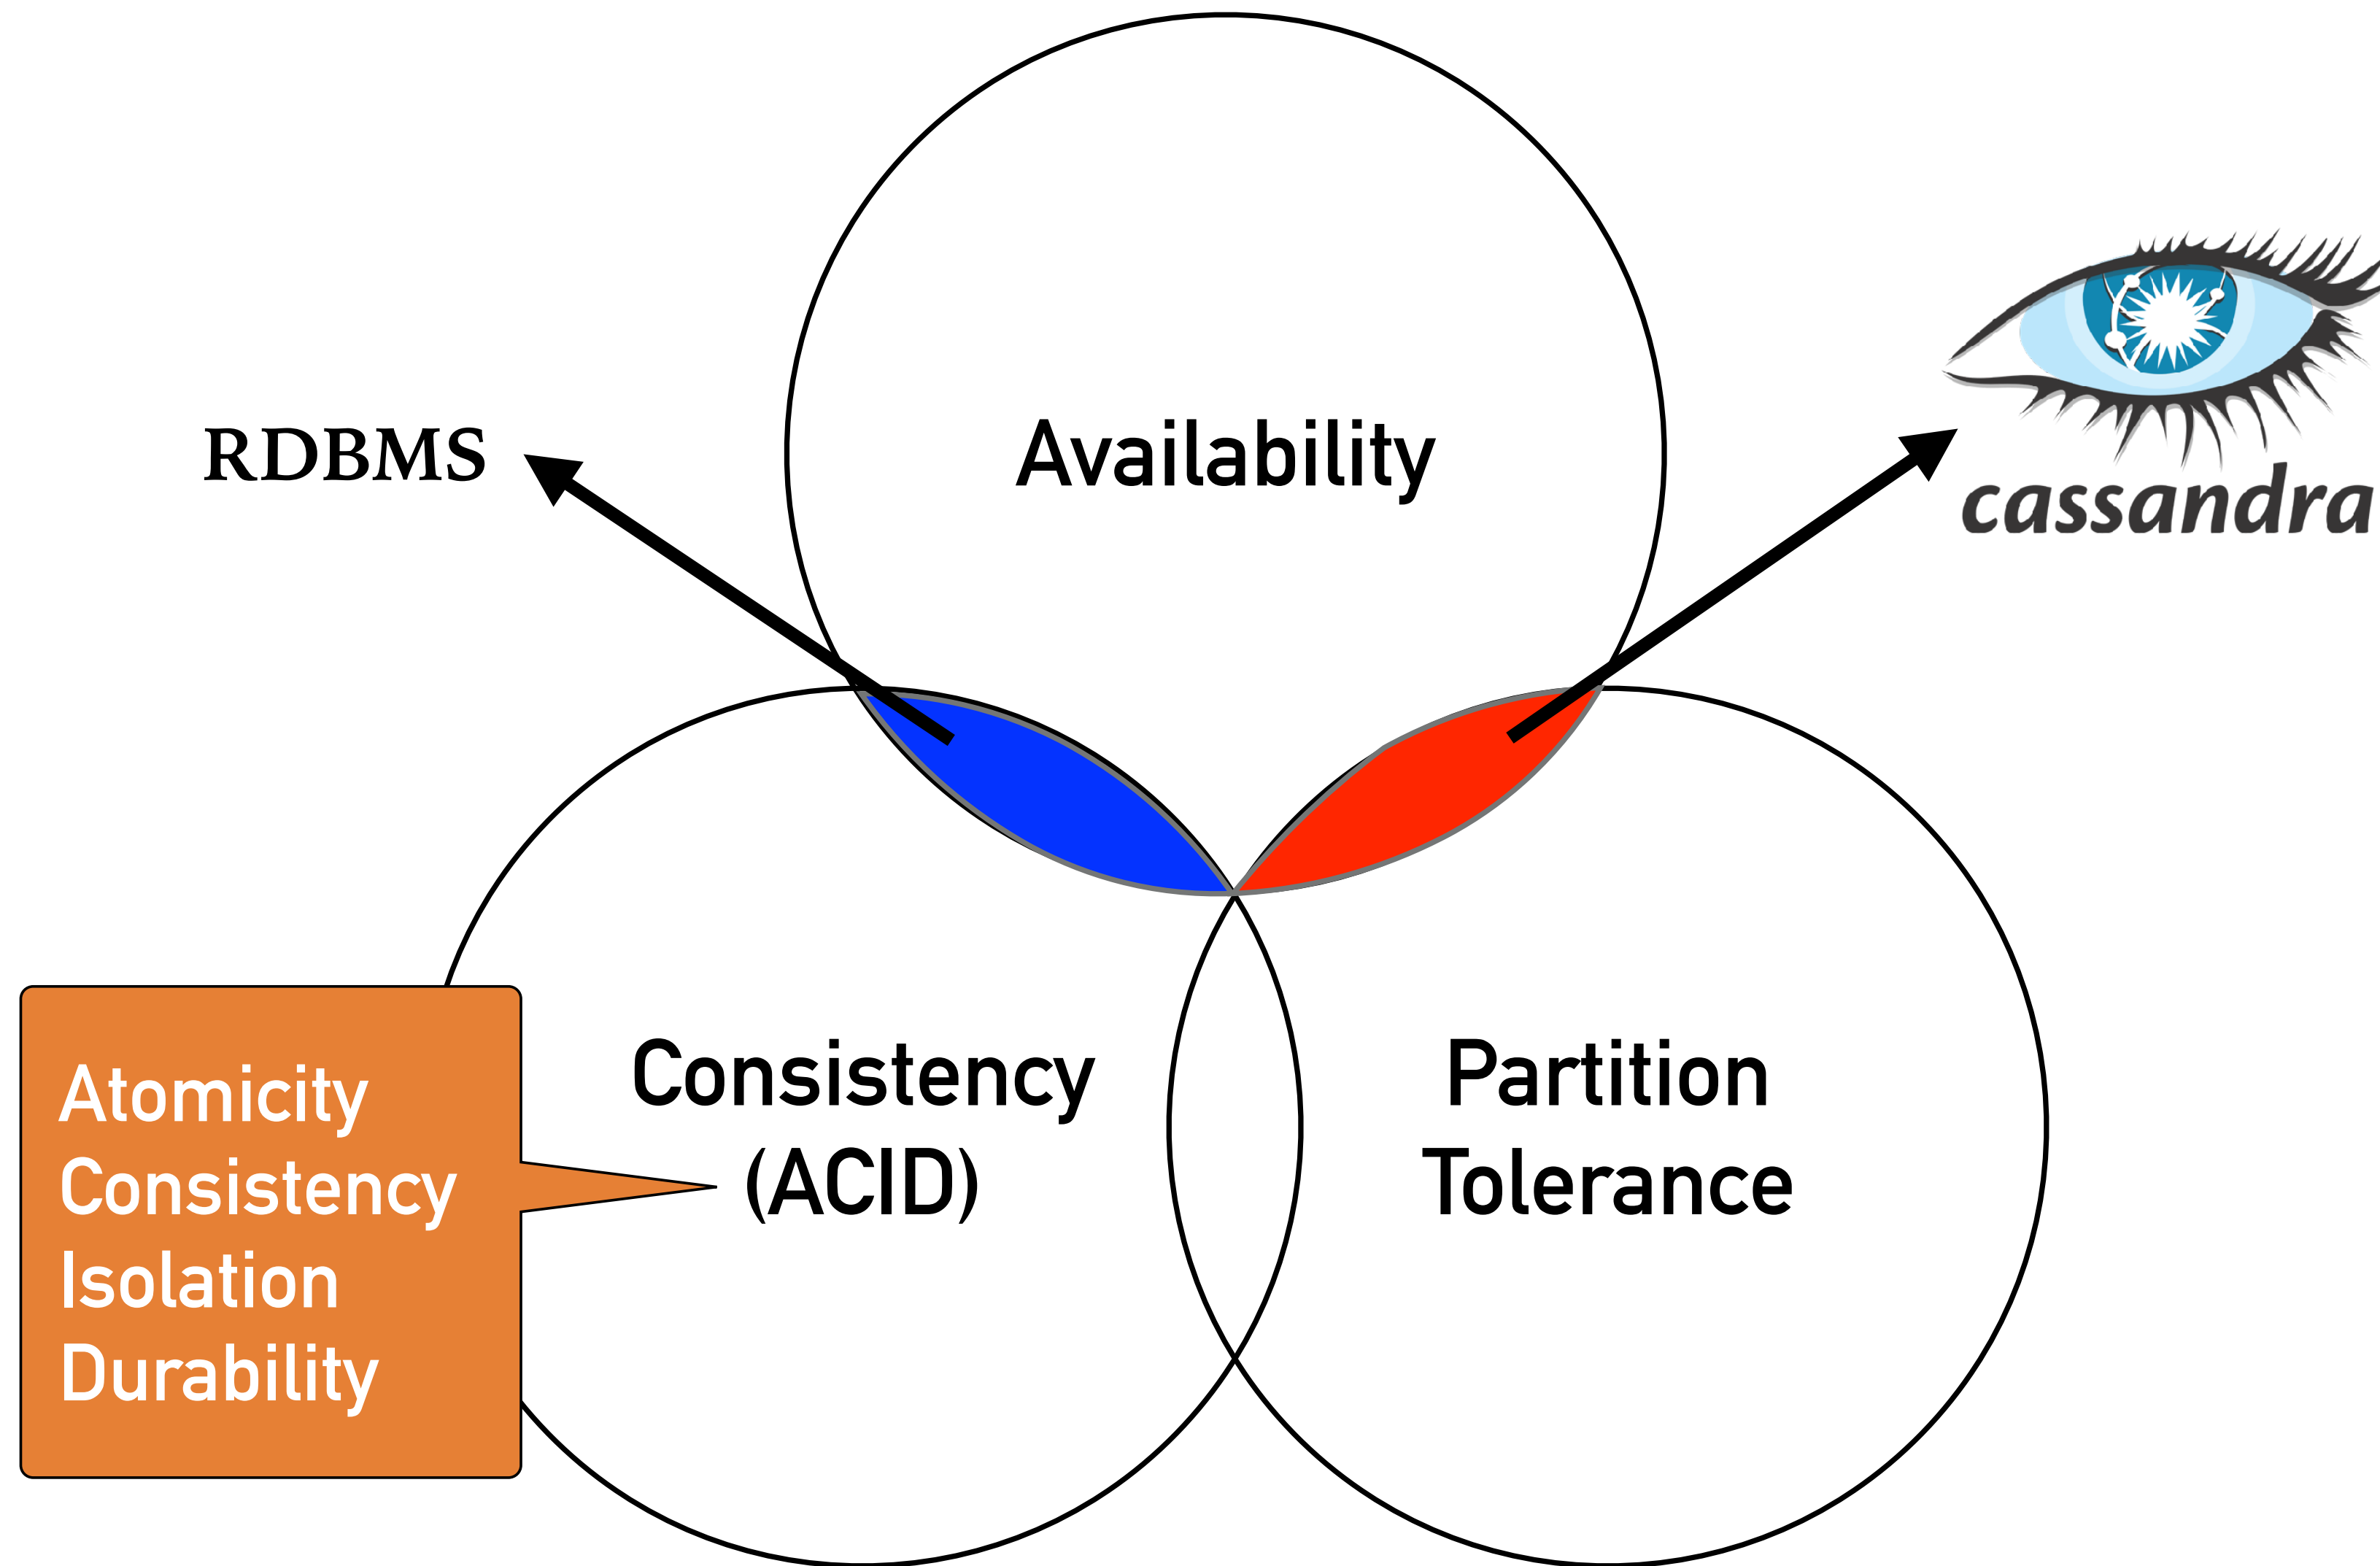 Availability
RDBMS
cassandra
Consistency
(ACID)
Partition
Tolerance
Atomicity
Consistency
Isolation
Durability